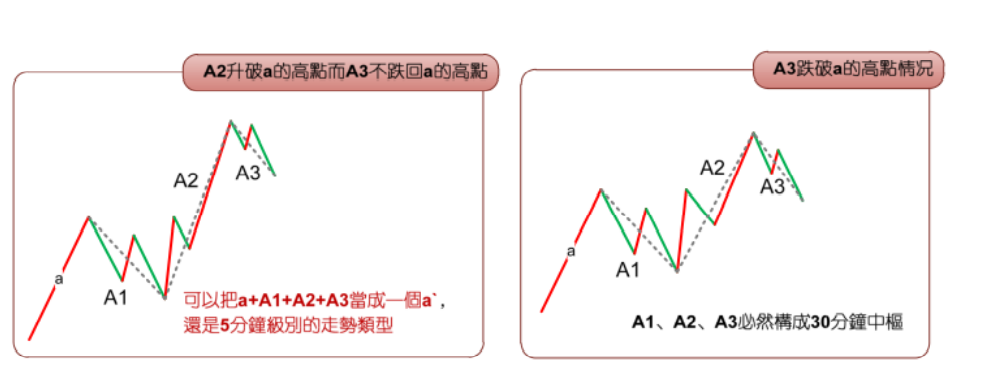 A2升破a的高點而A3不跌回a的高點
A2
A3
a
A1
可以把a+A1+A2+A3當成一個a`,
還是5分鐘級別的走勢類型
A3跌破a的高點情況
A2
A3
a
A1
A1、A2、A3必然構成30分鐘中樞